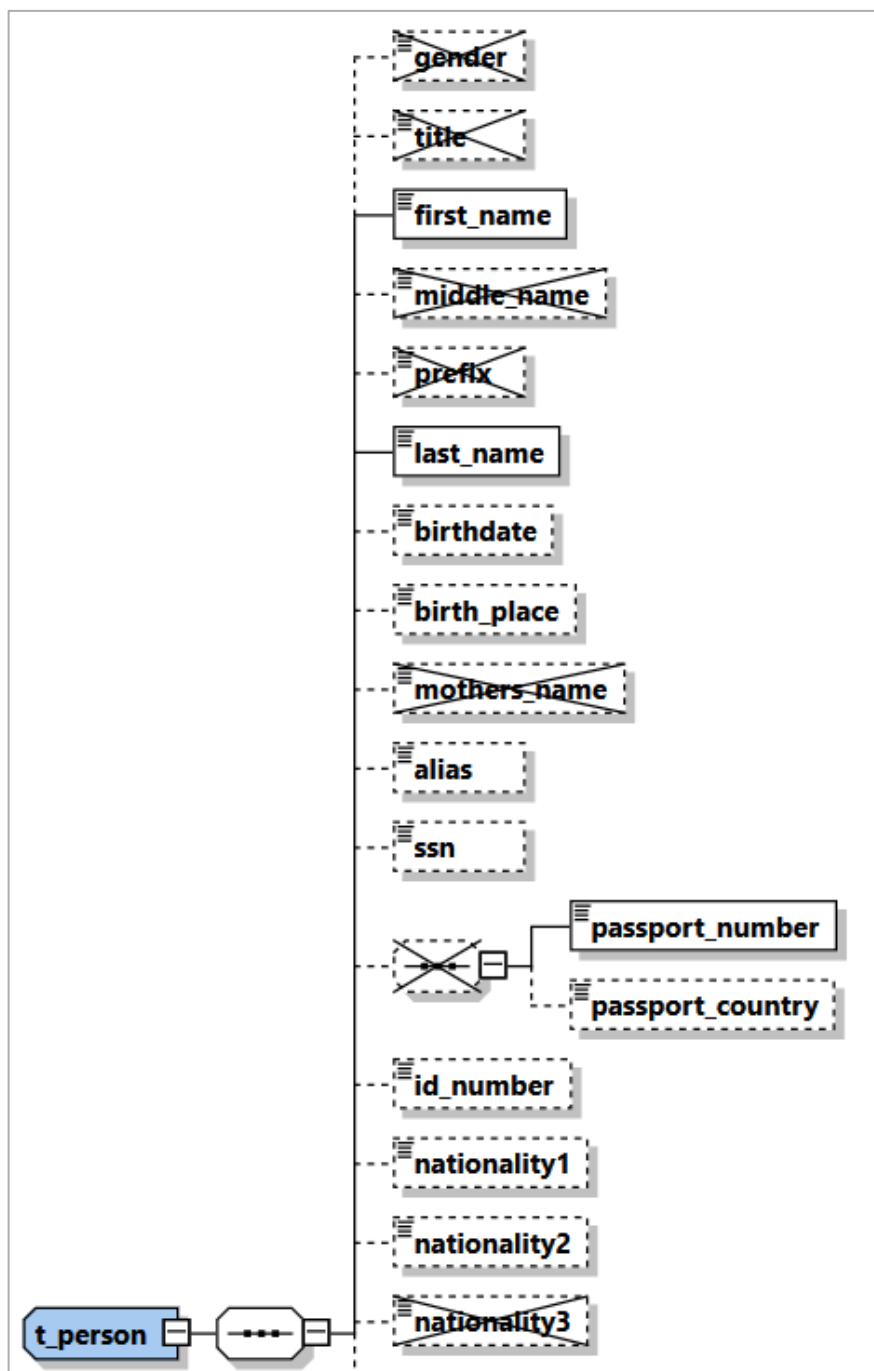 gender
title
first_name
middle_name
prefix
last_name
birthdate
birth_place
mothers_name
alias
ssn
passport_number
passport_country
id_number
nationality1
nationality2
nationality3
t_person